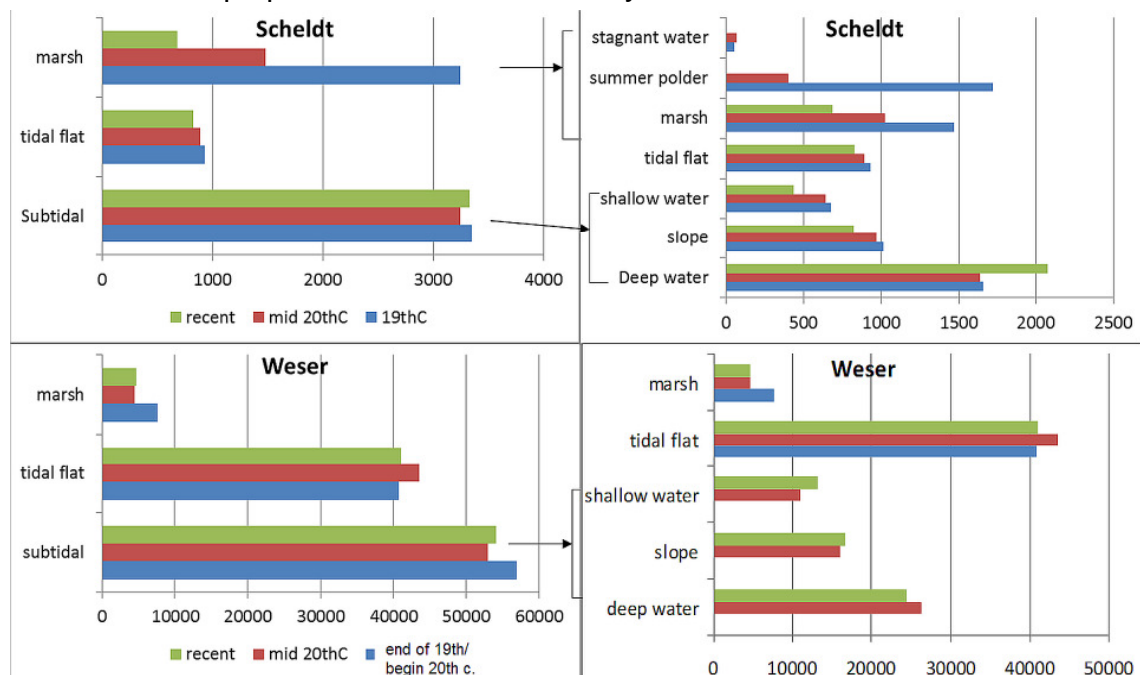 Scheldt
marsh
tidal flat
Subtidal
0 1000 2000 3000 4000
recent mid 20thC 19thC
Scheldt
stagnant water
summer polder
marsh
tidal flat
shallow water
slope
Deep water
0 500 1000 1500 2000 2500
Weser
marsh
tidal flat
subtidal
0 10000 20000 30000 40000 50000 60000
recent mid 20thC end of 19th/
begin 20th c.
Weser
marsh
tidal flat
shallow water
slope
deep water
0 10000 20000 30000 40000 50000